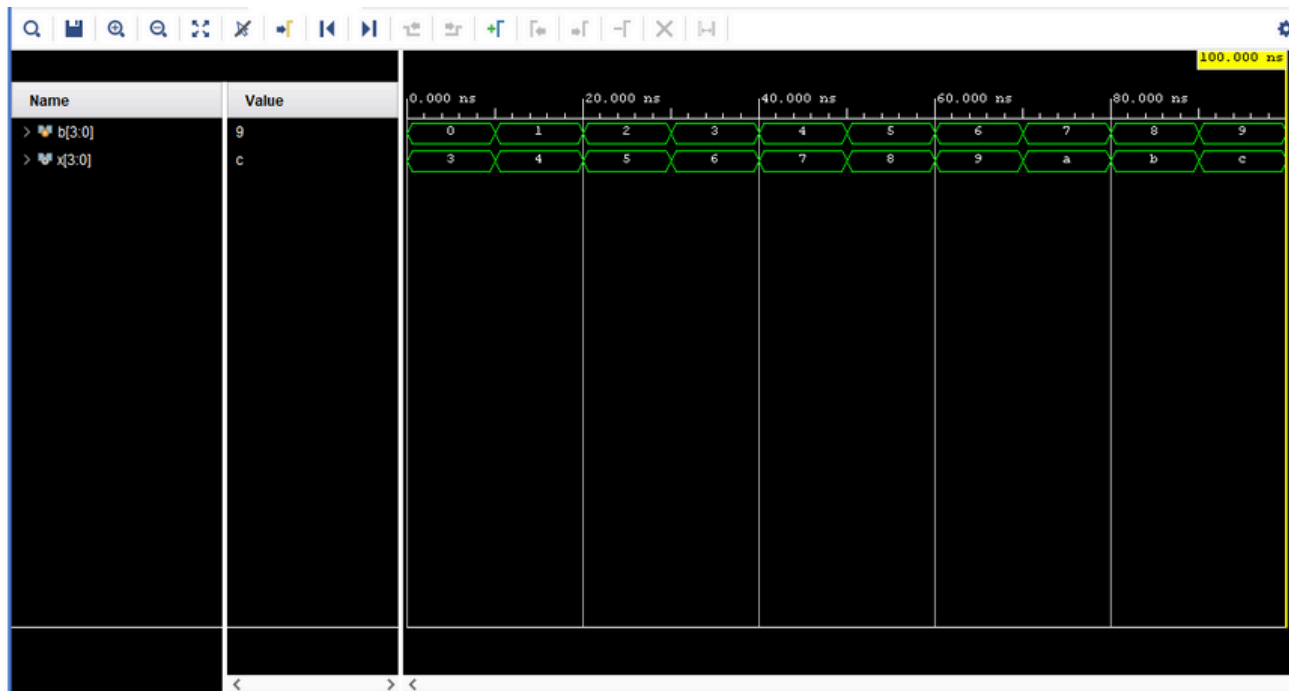 100.000 ns
Name Value
0.000 ns 20.000 ns 40.000 ns 60.000 ns 80.000 ns
b[3:0] 9 0 1 2 3 4 5 6 7 8 9
x[3:0] c 3 4 5 6 7 8 9 a b c